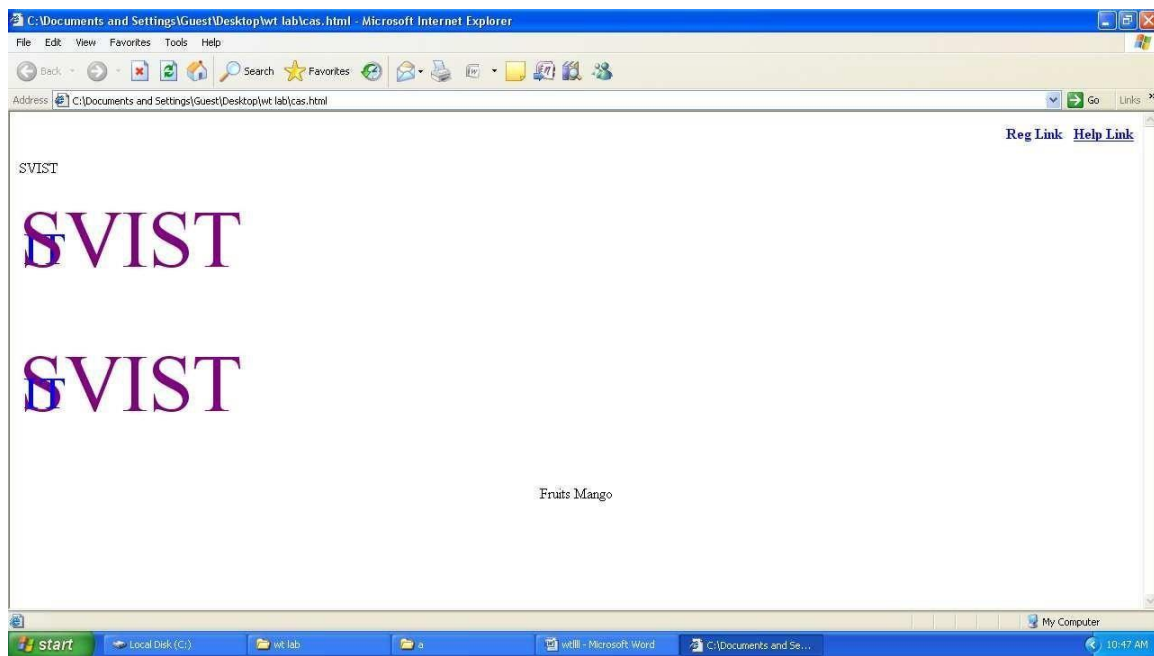 C:\Documents and Settings\Guest\Desktop\wt lab\cas.html - Microsoft Internet Explorer
File Edit View Favorites Tools Help
Back Search Favorites
Address C:\Documents and Settings\Guest\Desktop\wt lab\cas.html Go Links »
Reg Link Help Link
SVIST
SVIST
IT
SVIST
IT
Fruits Mango
My Computer
start Local Disk (C:) wt lab a wtlll - Microsoft Word C:\Documents and Se... 10:47 AM